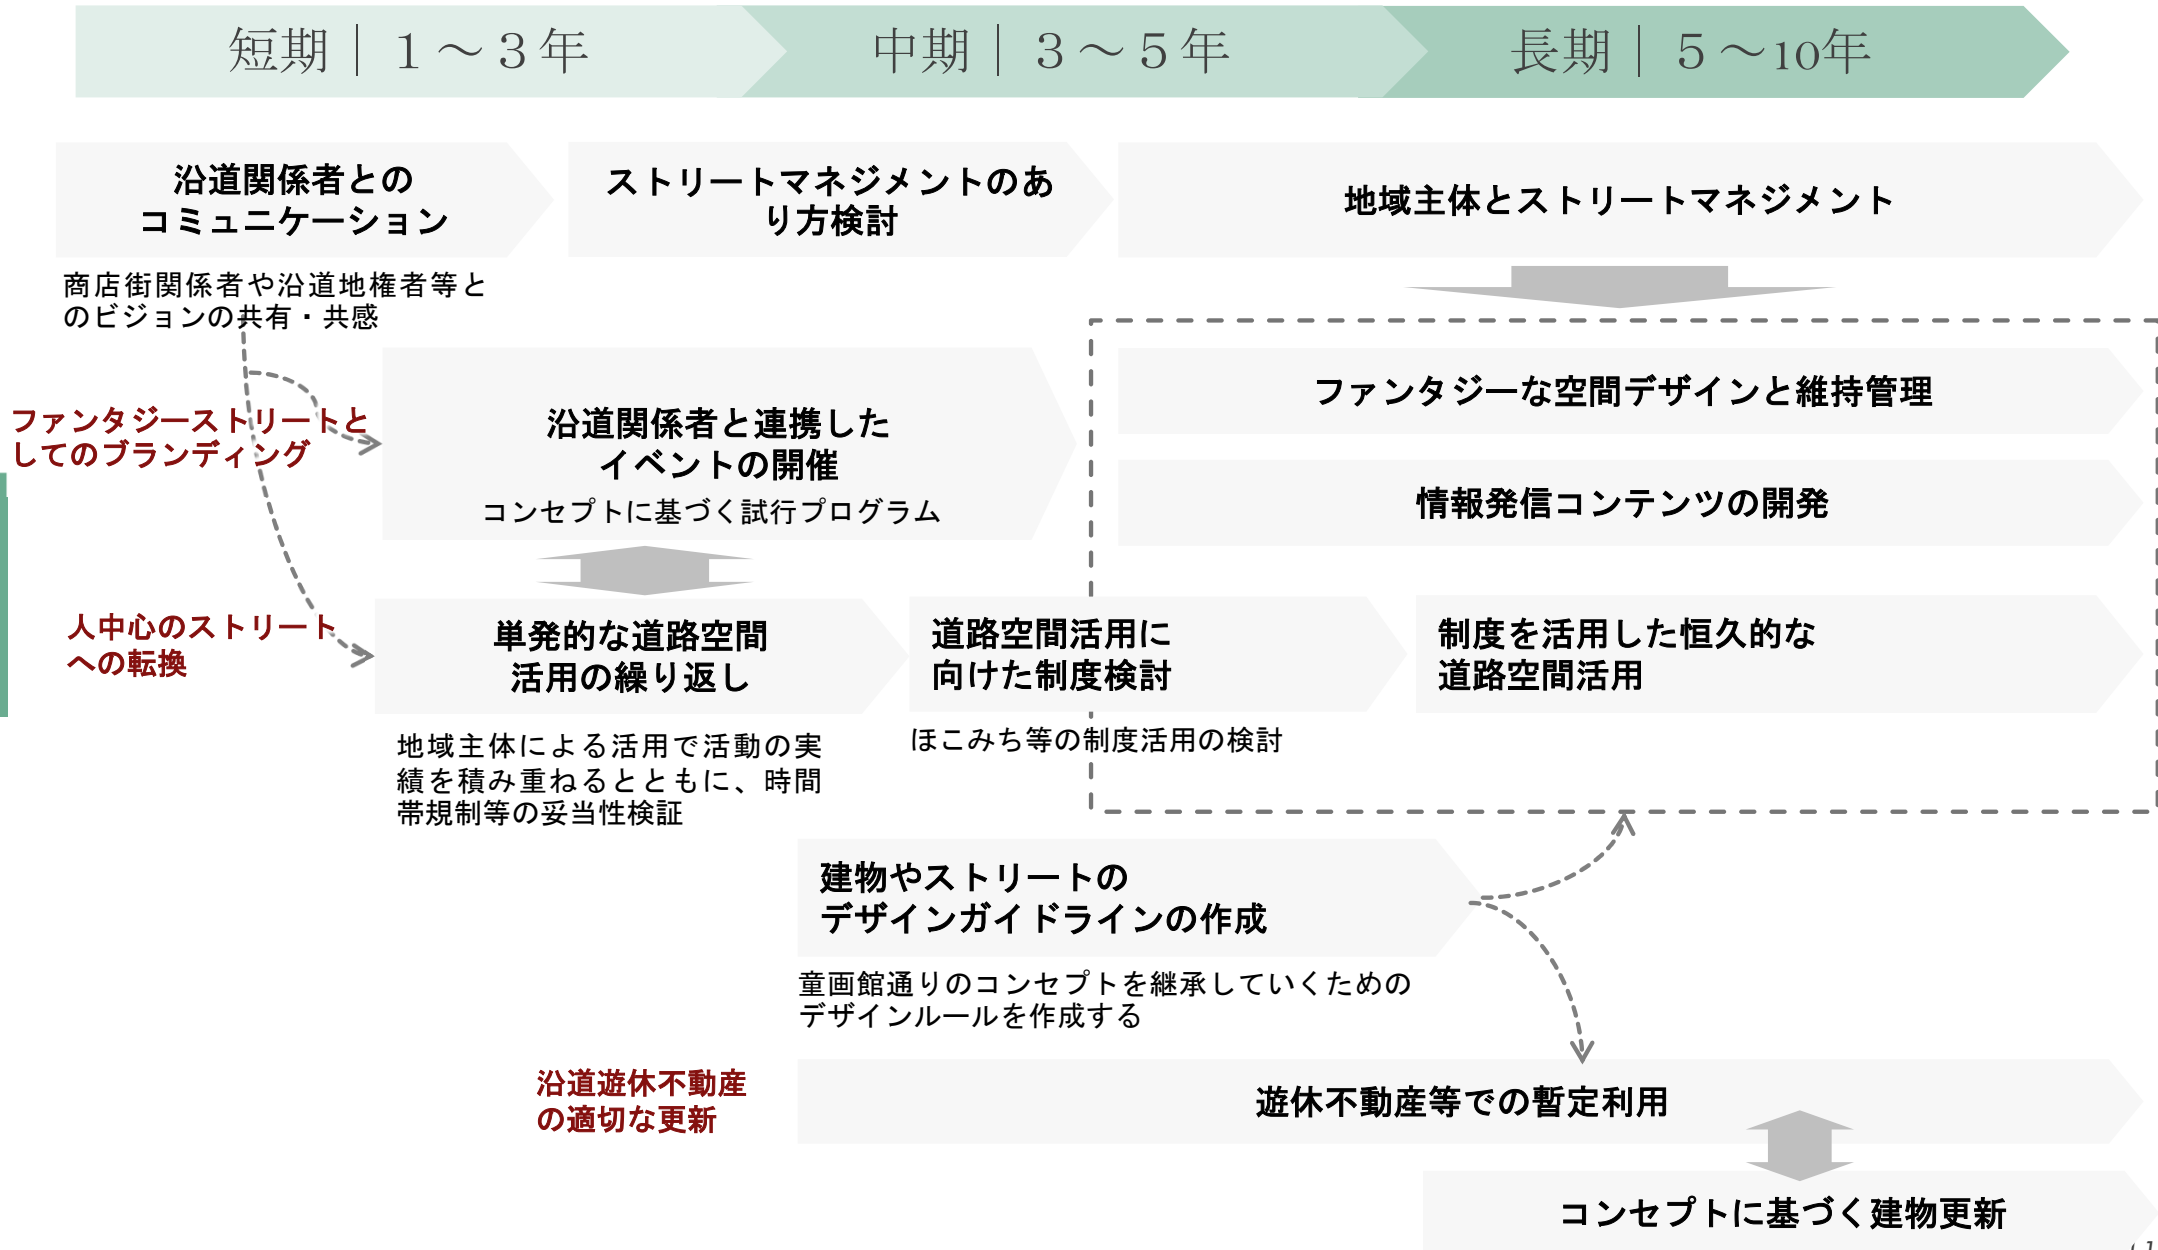 短期｜１～３年
中期｜３～５年
長期｜５～10年
沿道関係者との
コミュニケーション
ストリートマネジメントのあ
り方検討
地域主体とストリートマネジメント
商店街関係者や沿道地権者等と
のビジョンの共有・共感
ファンタジーストリートと
してのブランディング
沿道関係者と連携した
イベントの開催
コンセプトに基づく試行プログラム
ファンタジーな空間デザインと維持管理
情報発信コンテンツの開発
人中心のストリート
への転換
単発的な道路空間
活用の繰り返し
道路空間活用に
向けた制度検討
制度を活用した恒久的な
道路空間活用
地域主体による活用で活動の実
績を積み重ねるとともに、時間
帯規制等の妥当性検証
ほこみち等の制度活用の検討
建物やストリートの
デザインガイドラインの作成
童画館通りのコンセプトを継承していくための
デザインルールを作成する
沿道遊休不動産
の適切な更新
遊休不動産等での暫定利用
コンセプトに基づく建物更新